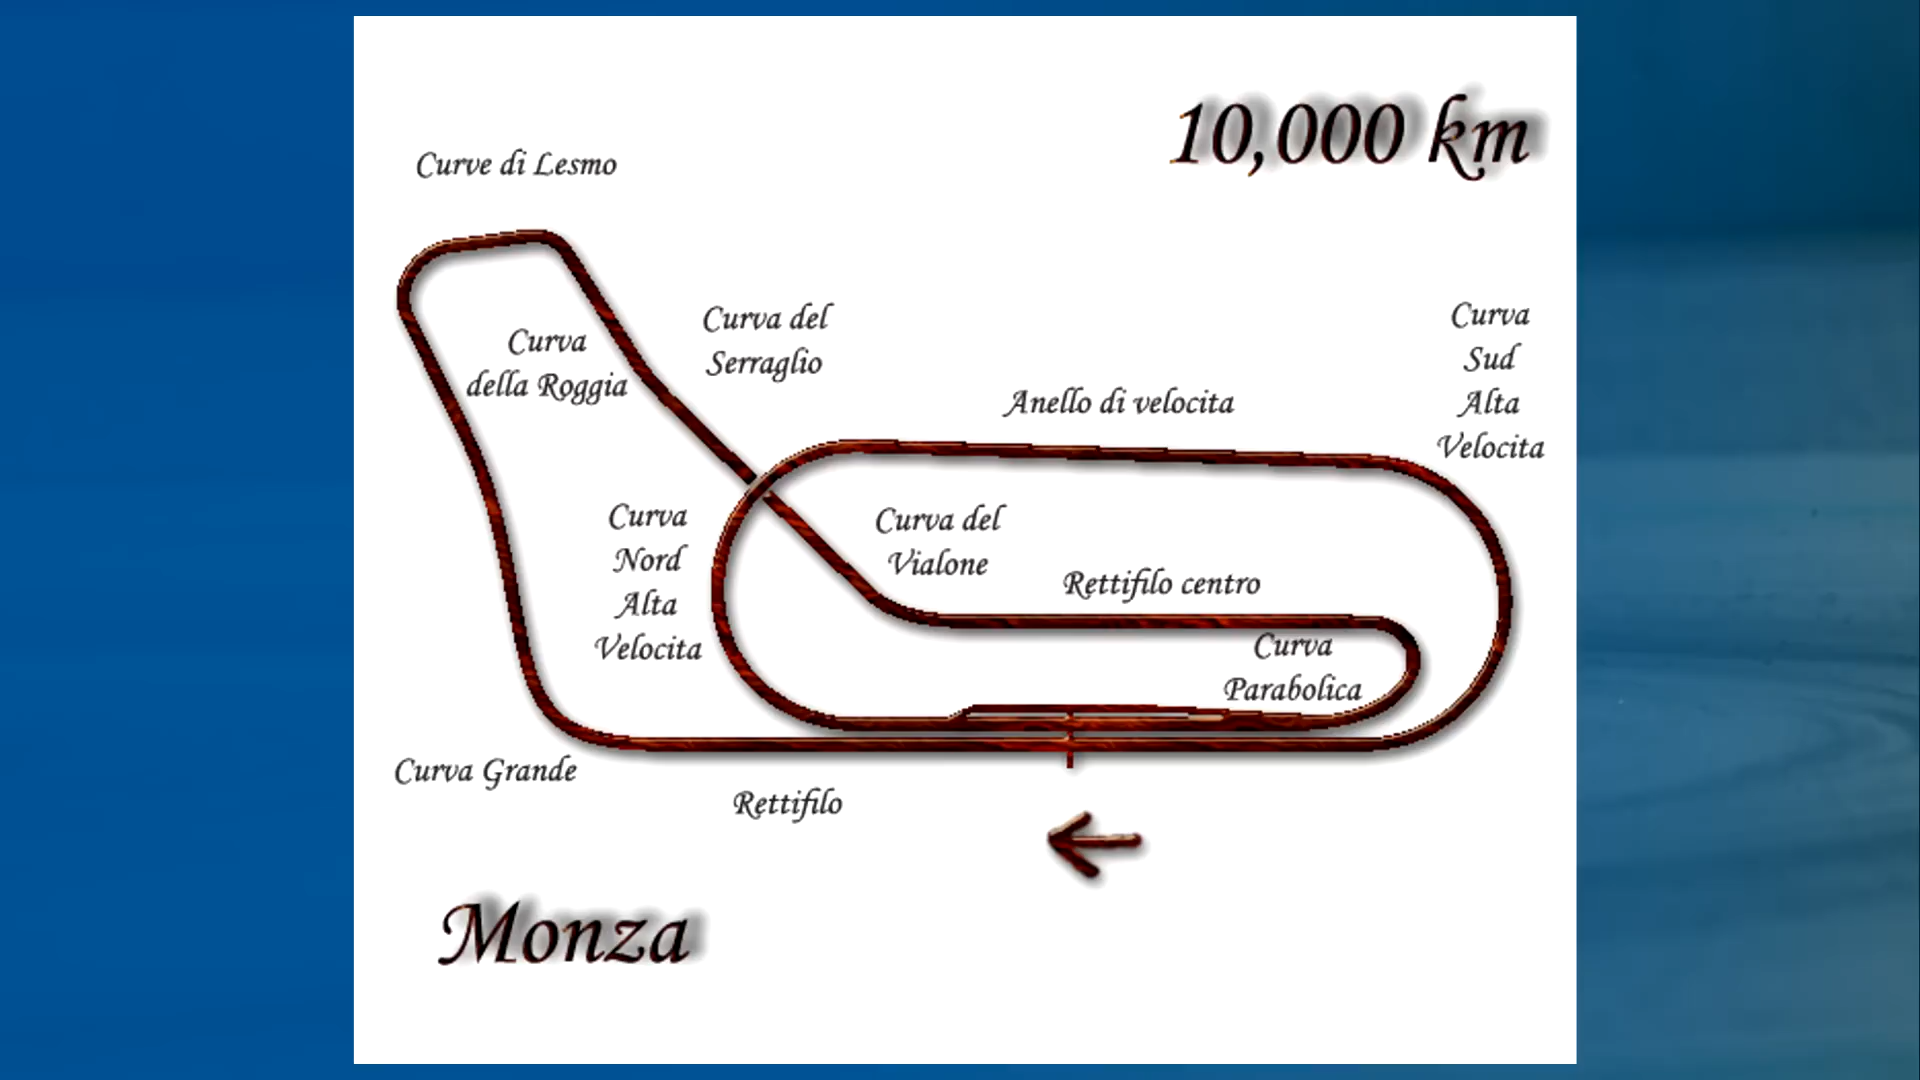 10,000 km
Curve di Lesmo
Curva del
Serraglio
Curva
Sud
Alta
Velocita
Curva
della Roggia
Anello di velocita
Curva
Nord
Alta
Velocita
Curva del
Vialone
Rettifilo centro
Curva
Parabolica
Curva Grande
Rettifilo
Monza